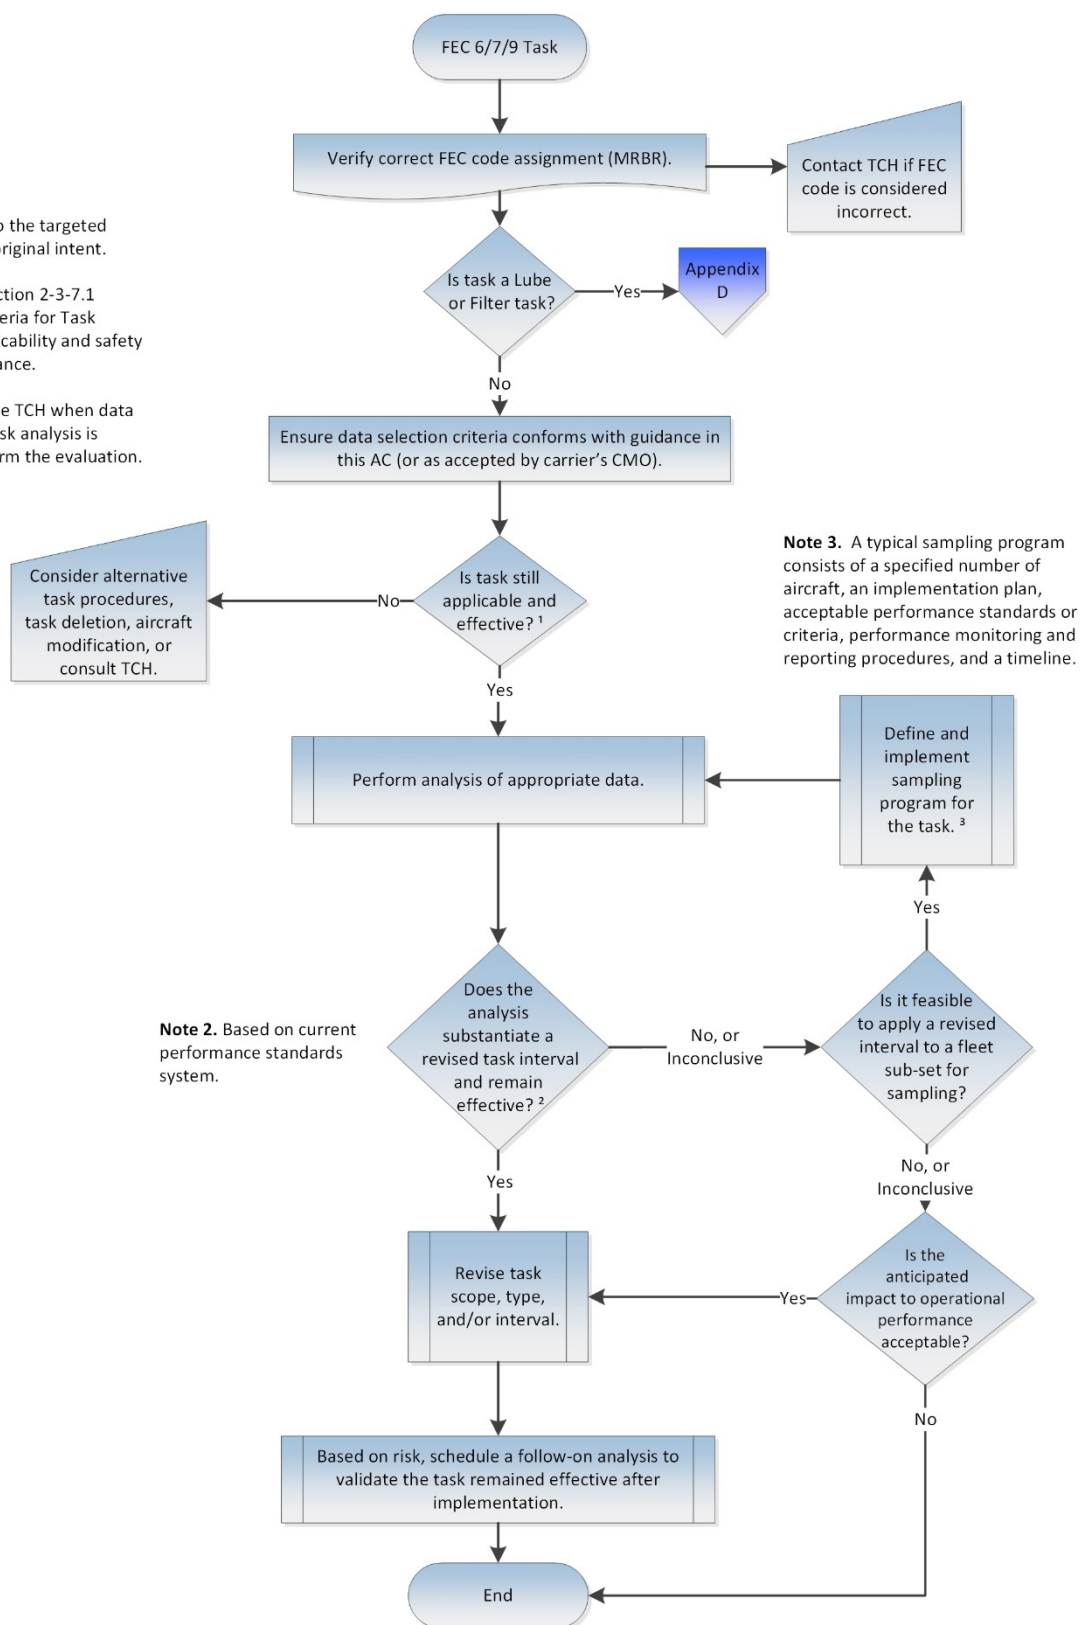 FEC 6/7/9 Task
Verify correct FEC code assignment (MRBR).
Contact TCH if FEC
code is considered
incorrect.
the targeted
original intent.
ction 2-3-7.1
eria for Task
cability and safety
ance.
e TCH when data
sk analysis is
rm the evaluation.
Is task a Lube
or Filter task?
Yes
Appendix
D
No
Ensure data selection criteria conforms with guidance in
this AC (or as accepted by carrier's CMO).
Consider alternative
task procedures,
task deletion, aircraft
modification, or
consult TCH.
No
Is task still
applicable and
effective? ¹
Yes
Note 3. A typical sampling program
consists of a specified number of
aircraft, an implementation plan,
acceptable performance standards or
criteria, performance monitoring and
reporting procedures, and a timeline.
Perform analysis of appropriate data.
Define and
implement
sampling
program for
the task. ³
Yes
Note 2. Based on current
performance standards
system.
Does the
analysis
substantiate a
revised task interval
and remain
effective? ²
No, or
Inconclusive
Is it feasible
to apply a revised
interval to a fleet
sub-set for
sampling?
Yes
No, or
Inconclusive
Revise task
scope, type,
and/or interval.
Yes
Is the
anticipated
impact to operational
performance
acceptable?
No
Based on risk, schedule a follow-on analysis to
validate the task remained effective after
implementation.
End